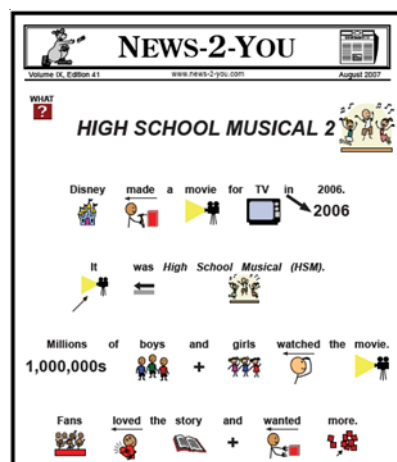 NEWS-2-YOU
Volume IX, Edition 41 www.news-2-you.com August 2007
WHAT
?
HIGH SCHOOL MUSICAL 2
Disney made a movie for TV in 2006.
2006
It was High School Musical (HSM).
Millions of boys and girls watched the movie.
1,000,000s + 
Fans loved the story and wanted more.
+